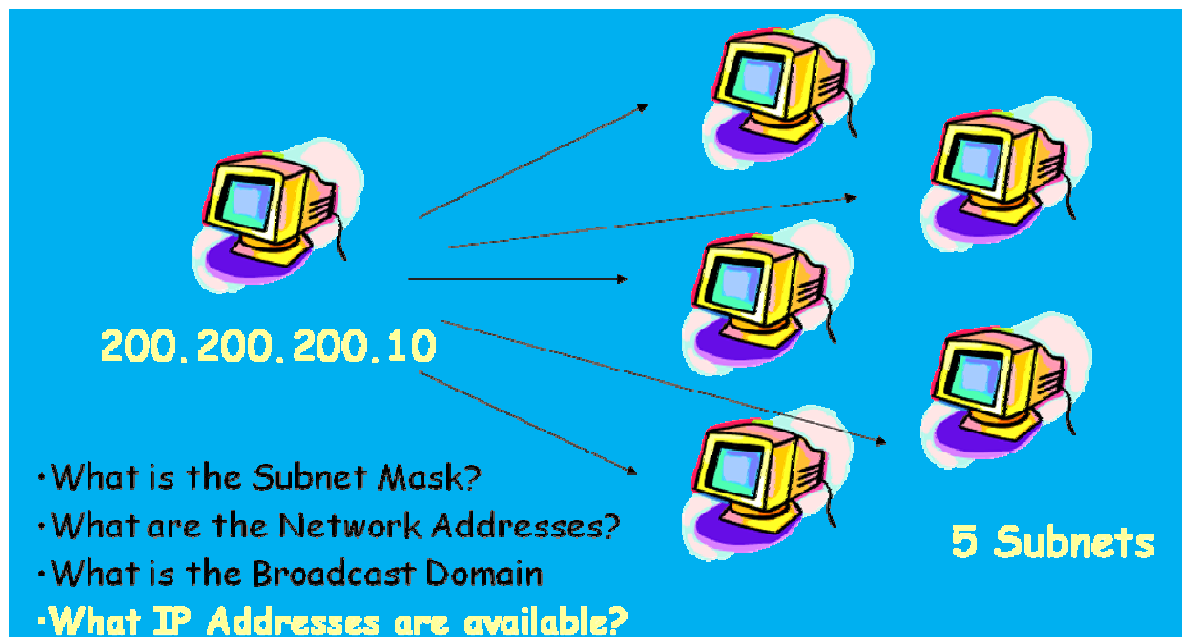 200.200.200.10
•What is the Subnet Mask?
•What are the Network Addresses?
•What is the Broadcast Domain
•What IP Addresses are available?
5 Subnets